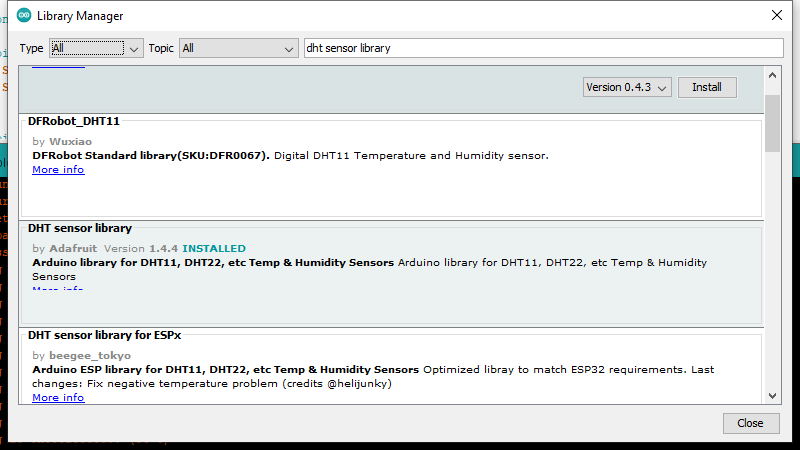 Library Manager
Type All Topic All dht sensor library
Version 0.4.3 Install
DFRobot_DHT11
by Wuxiao
DFRobot Standard library(SKU:DFR0067). Digital DHT11 Temperature and Humidity sensor.
More info
DHT sensor library
by Adafruit Version 1.4.4 INSTALLED
Arduino library for DHT11, DHT22, etc Temp & Humidity Sensors Arduino library for DHT11, DHT22, etc Temp & Humidity
Sensors
More info
DHT sensor library for ESPx
by beegee_tokyo
Arduino ESP library for DHT11, DHT22, etc Temp & Humidity Sensors Optimized libray to match ESP32 requirements. Last
changes: Fix negative temperature problem (credits @helijunky)
More info
Close